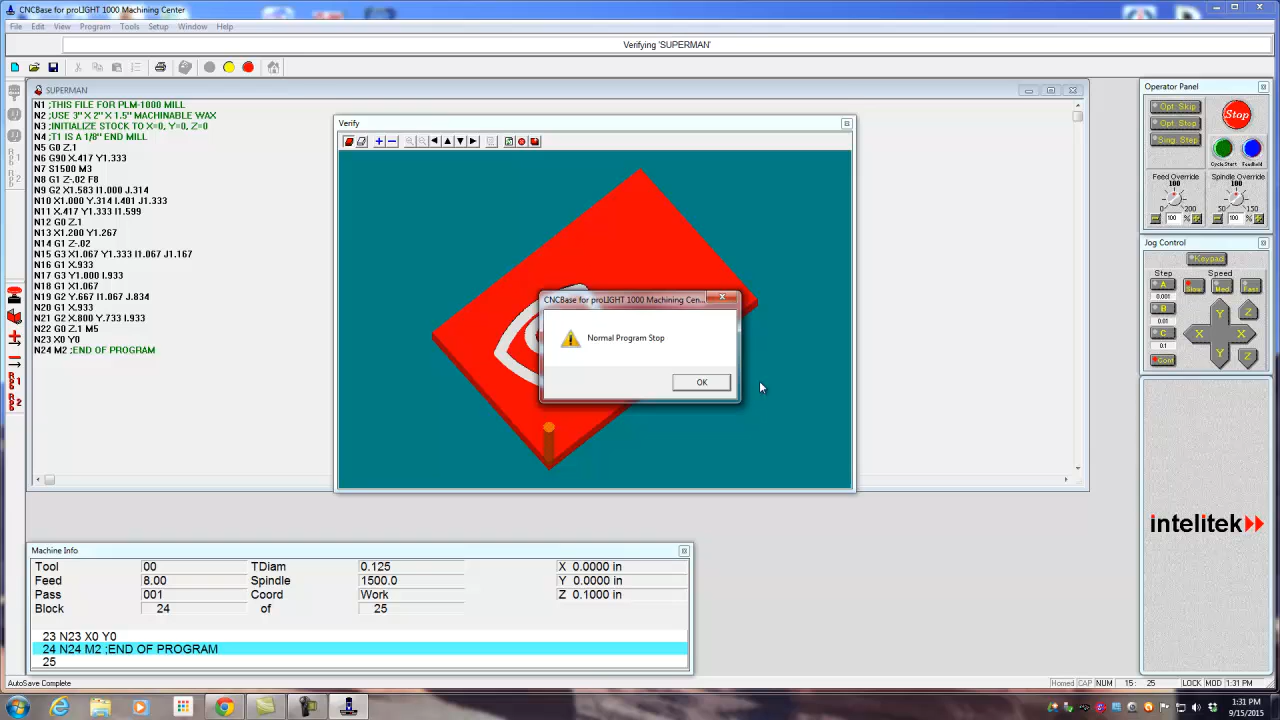 CNCBase for proLIGHT 1000 Machining Center
File Edit View Program Tools Setup Window Help
Verifying 'SUPERMAN'
SUPERMAN
N1 ;THIS FILE FOR PLM-1000 MILL
N2 ;USE 3" X 2" X 1.5" MACHINABLE WAX
N3 ;INITIALIZE STOCK TO X=0, Y=0, Z=0
N4 ;T1 IS A 1/8" END MILL
N5 G0 Z.1
N6 G90 X.417 Y1.333
N7 S1500 M3
N8 G1 Z-.02 F8
N9 G2 X1.583 I1.000 J.314
N10 X1.000 Y.314 I.401 J1.333
N11 X.417 Y1.333 I1.599
N12 G0 Z.1
N13 X1.200 Y1.267
N14 G1 Z-.02
N15 G3 X1.067 Y1.333 I1.067 J1.167
N16 G1 X.933
N17 G3 Y1.000 I.933
N18 G1 X1.067
N19 G2 Y.667 I1.067 J.834
N20 G1 X.933
N21 G2 X.800 Y.733 I.933
N22 G0 Z.1 M5
N23 X0 Y0
N24 M2 ;END OF PROGRAM
Verify
CNCBase for proLIGHT 1000 Machining Cen...
Normal Program Stop
OK
Operator Panel
Opt. Skip
Opt. Stop
Sing. Step
Stop
Cycle Start Feedhold
Feed Override
100
0 200
100 %
Spindle Override
100
50 150
100 %
Jog Control
Keypad
Step Speed
A Slow Med Fast
0.001
B
0.01
C
0.1
Cont
Y Z
X X
Y Z
intelitek
Machine Info
Tool 00 TDiam 0.125 X 0.0000 in
Feed 8.00 Spindle 1500.0 Y 0.0000 in
Pass 001 Coord Work Z 0.1000 in
Block 24 of 25
23 N23 X0 Y0
24 N24 M2 ;END OF PROGRAM
25
AutoSave Complete Homed CAP NUM 15: 25 LOCK MOD 1:31 PM
1:31 PM
9/15/2015